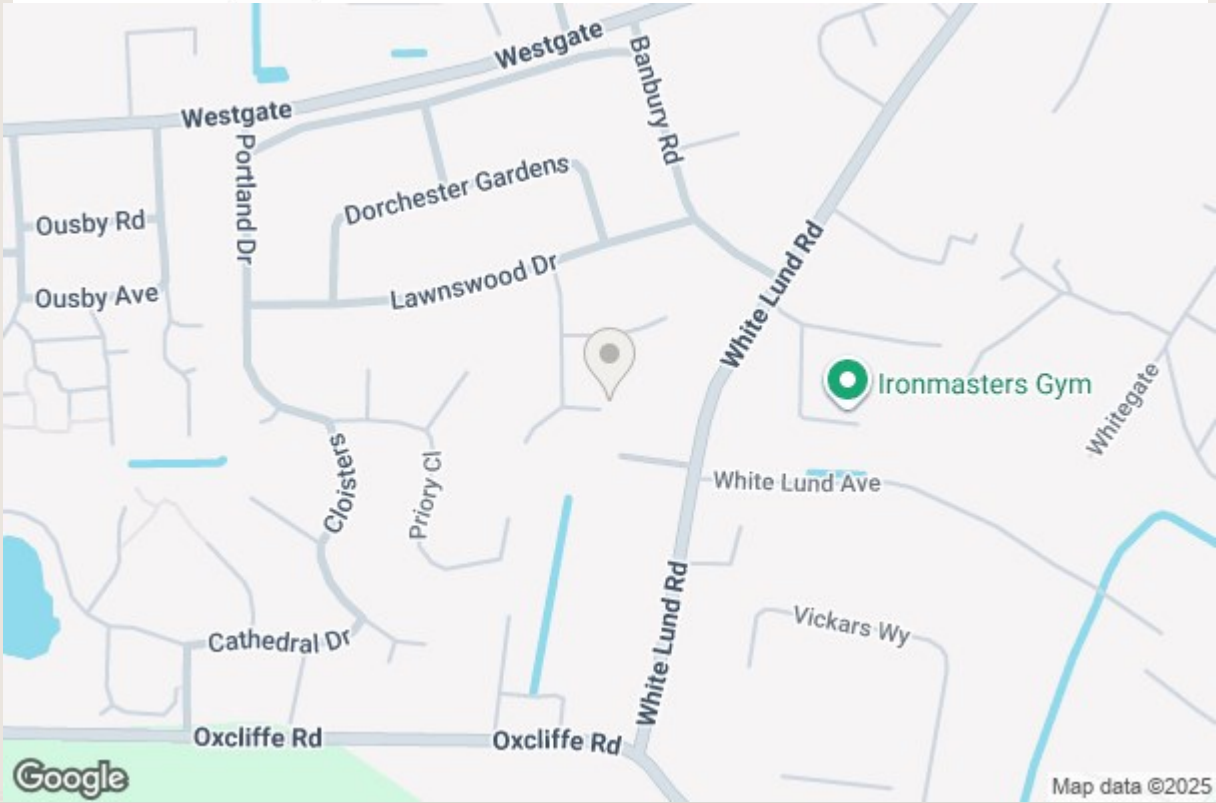 Westgate
Westgate
Banbury Rd
Portland Dr
Dorchester Gardens
Ousby Rd
Lawnswood Dr
Ousby Ave
White Lund Rd
Ironmasters Gym
Whitegate
Cloisters
Priory Cl
White Lund Ave
White Lund Rd
Vickars Wy
Cathedral Dr
Oxcliffe Rd
Oxcliffe Rd
Google
Map data ©2025